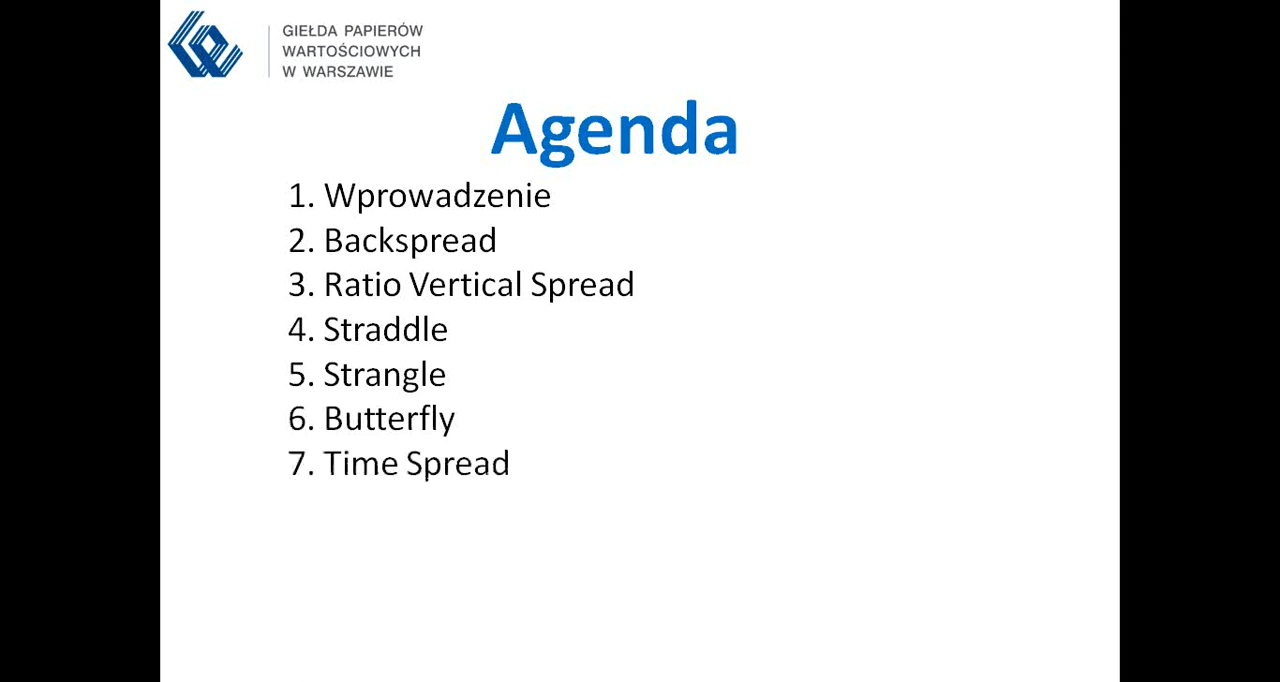 GIEŁDA PAPIERÓW
WARTOŚCIOWYCH
W WARSZAWIE
Agenda
1. Wprowadzenie
2. Backspread
3. Ratio Vertical Spread
4. Straddle
5. Strangle
6. Butterfly
7. Time Spread